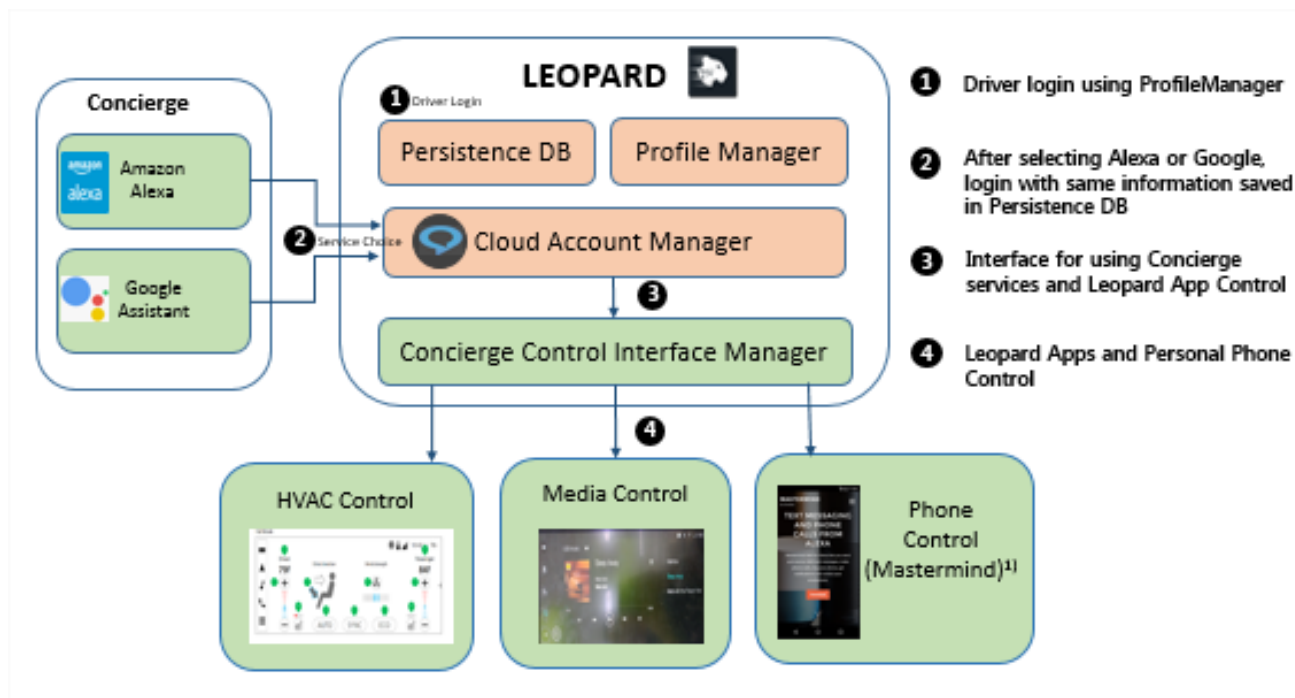 LEOPARD
Concierge
amazon
alexa
Amazon
Alexa
Google
Assistant
1
Driver Login
Persistence DB
Profile Manager
2
Service Choice
Cloud Account Manager
3
Concierge Control Interface Manager
4
HVAC Control
AUTO
SYNC
ECO
Media Control
MASTERMIND
TEXT MESSAGING
AND PHONE
CALLS FROM
ALEXA
Phone
Control
(Mastermind)¹⁾
1 Driver login using ProfileManager
2 After selecting Alexa or Google,
login with same information saved
in Persistence DB
3 Interface for using Concierge
services and Leopard App Control
4 Leopard Apps and Personal Phone
Control